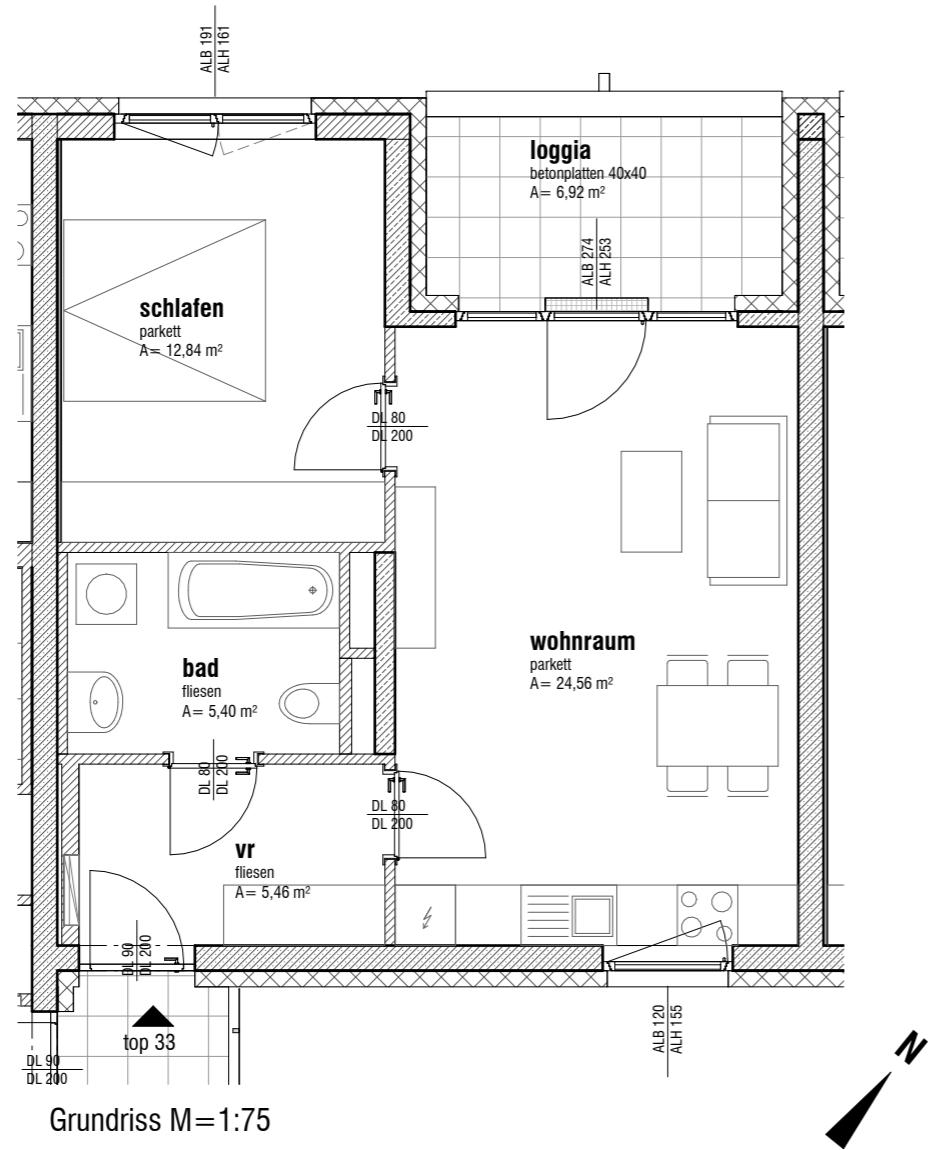 ALB 191
ALH 161
loggia
betonplatten 40x40
A= 6,92 m²
ALB 274
ALH 253
schlafen
parkett
A= 12,84 m²
DL 80
DL 200
wohnraum
parkett
A= 24,56 m²
bad
fliesen
A= 5,40 m²
DL 80
DL 200
DL 80
DL 200
vr
fliesen
A= 5,46 m²
DL 90
DL 200
top 33
ALB 120
ALH 155
DL 90
DL 200
N
Grundriss M=1:75